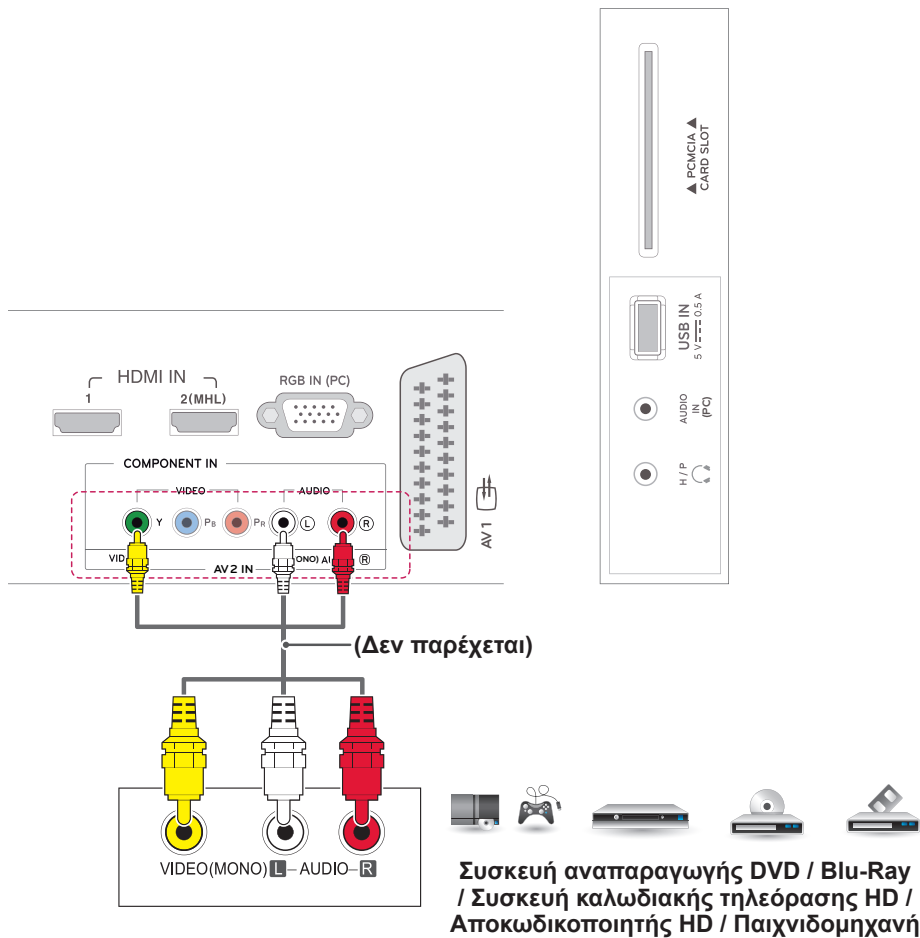 ▲ PCMCIA ▲
CARD SLOT
USB IN
5 V 0.5 A
AUDIO
IN
(PC)
H / P
HDMI IN
1
2(MHL)
RGB IN (PC)
AV 1
COMPONENT IN
VIDEO
AUDIO
Y
PB
PR
L
R
AV 2 IN
R
(Δεν παρέχεται)
VIDEO(MONO) L – AUDIO – R
Συσκευή αναπαραγωγής DVD / Blu-Ray
/ Συσκευή καλωδιακής τηλεόρασης HD /
Αποκωδικοποιητής HD / Παιχνιδομηχανή